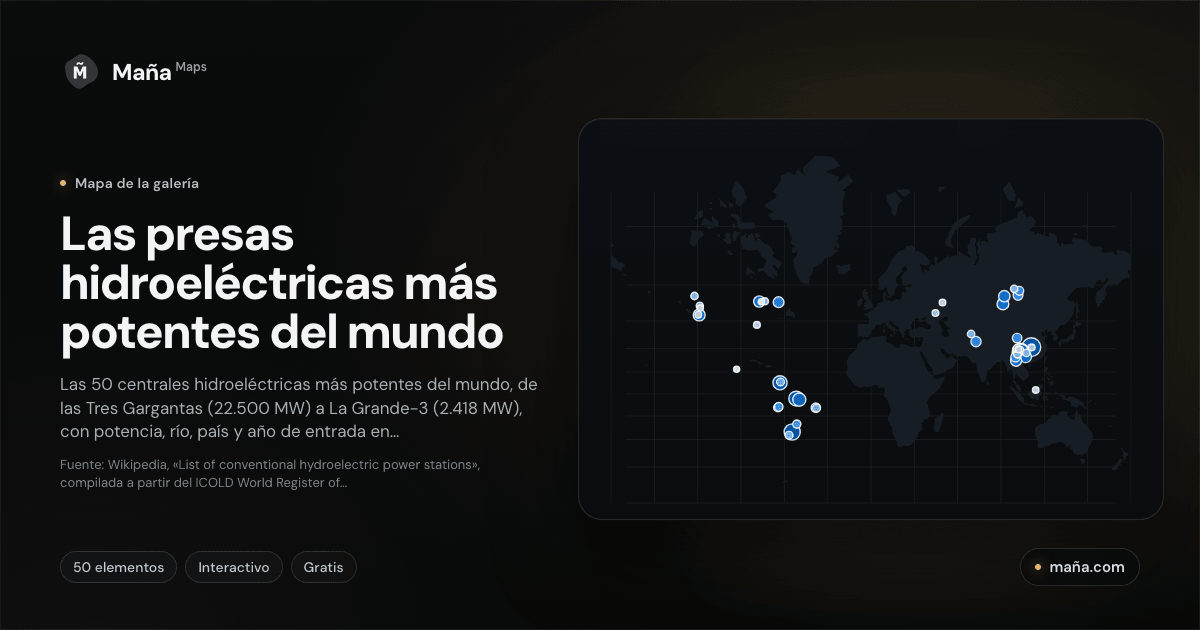 M̃
Maña Maps
Mapa de la galería
Las presas
hidroeléctricas más
potentes del mundo
Las 50 centrales hidroeléctricas más potentes del mundo, de
las Tres Gargantas (22.500 MW) a La Grande-3 (2.418 MW),
con potencia, río, país y año de entrada en…
Fuente: Wikipedia, «List of conventional hydroelectric power stations»,
compilada a partir del ICOLD World Register of…
50 elementos
Interactivo
Gratis
maña.com